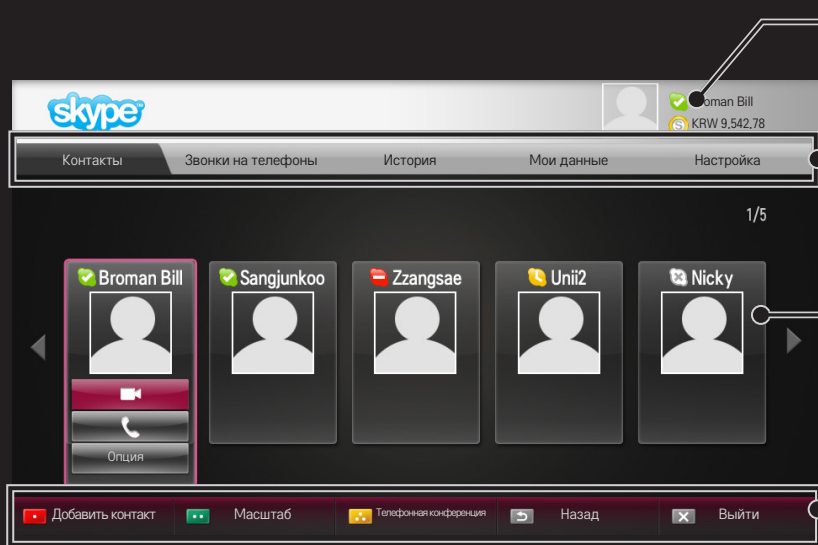 skype™
Broman Bill
KRW 9,542,78
Контакты Звонки на телефоны История Мои данные Настройка
1/5
Broman Bill Sangjunkoo Zzangsae Unii2 Nicky
Опция
Добавить контакт Масштаб Телефонная конференция Назад Выйти